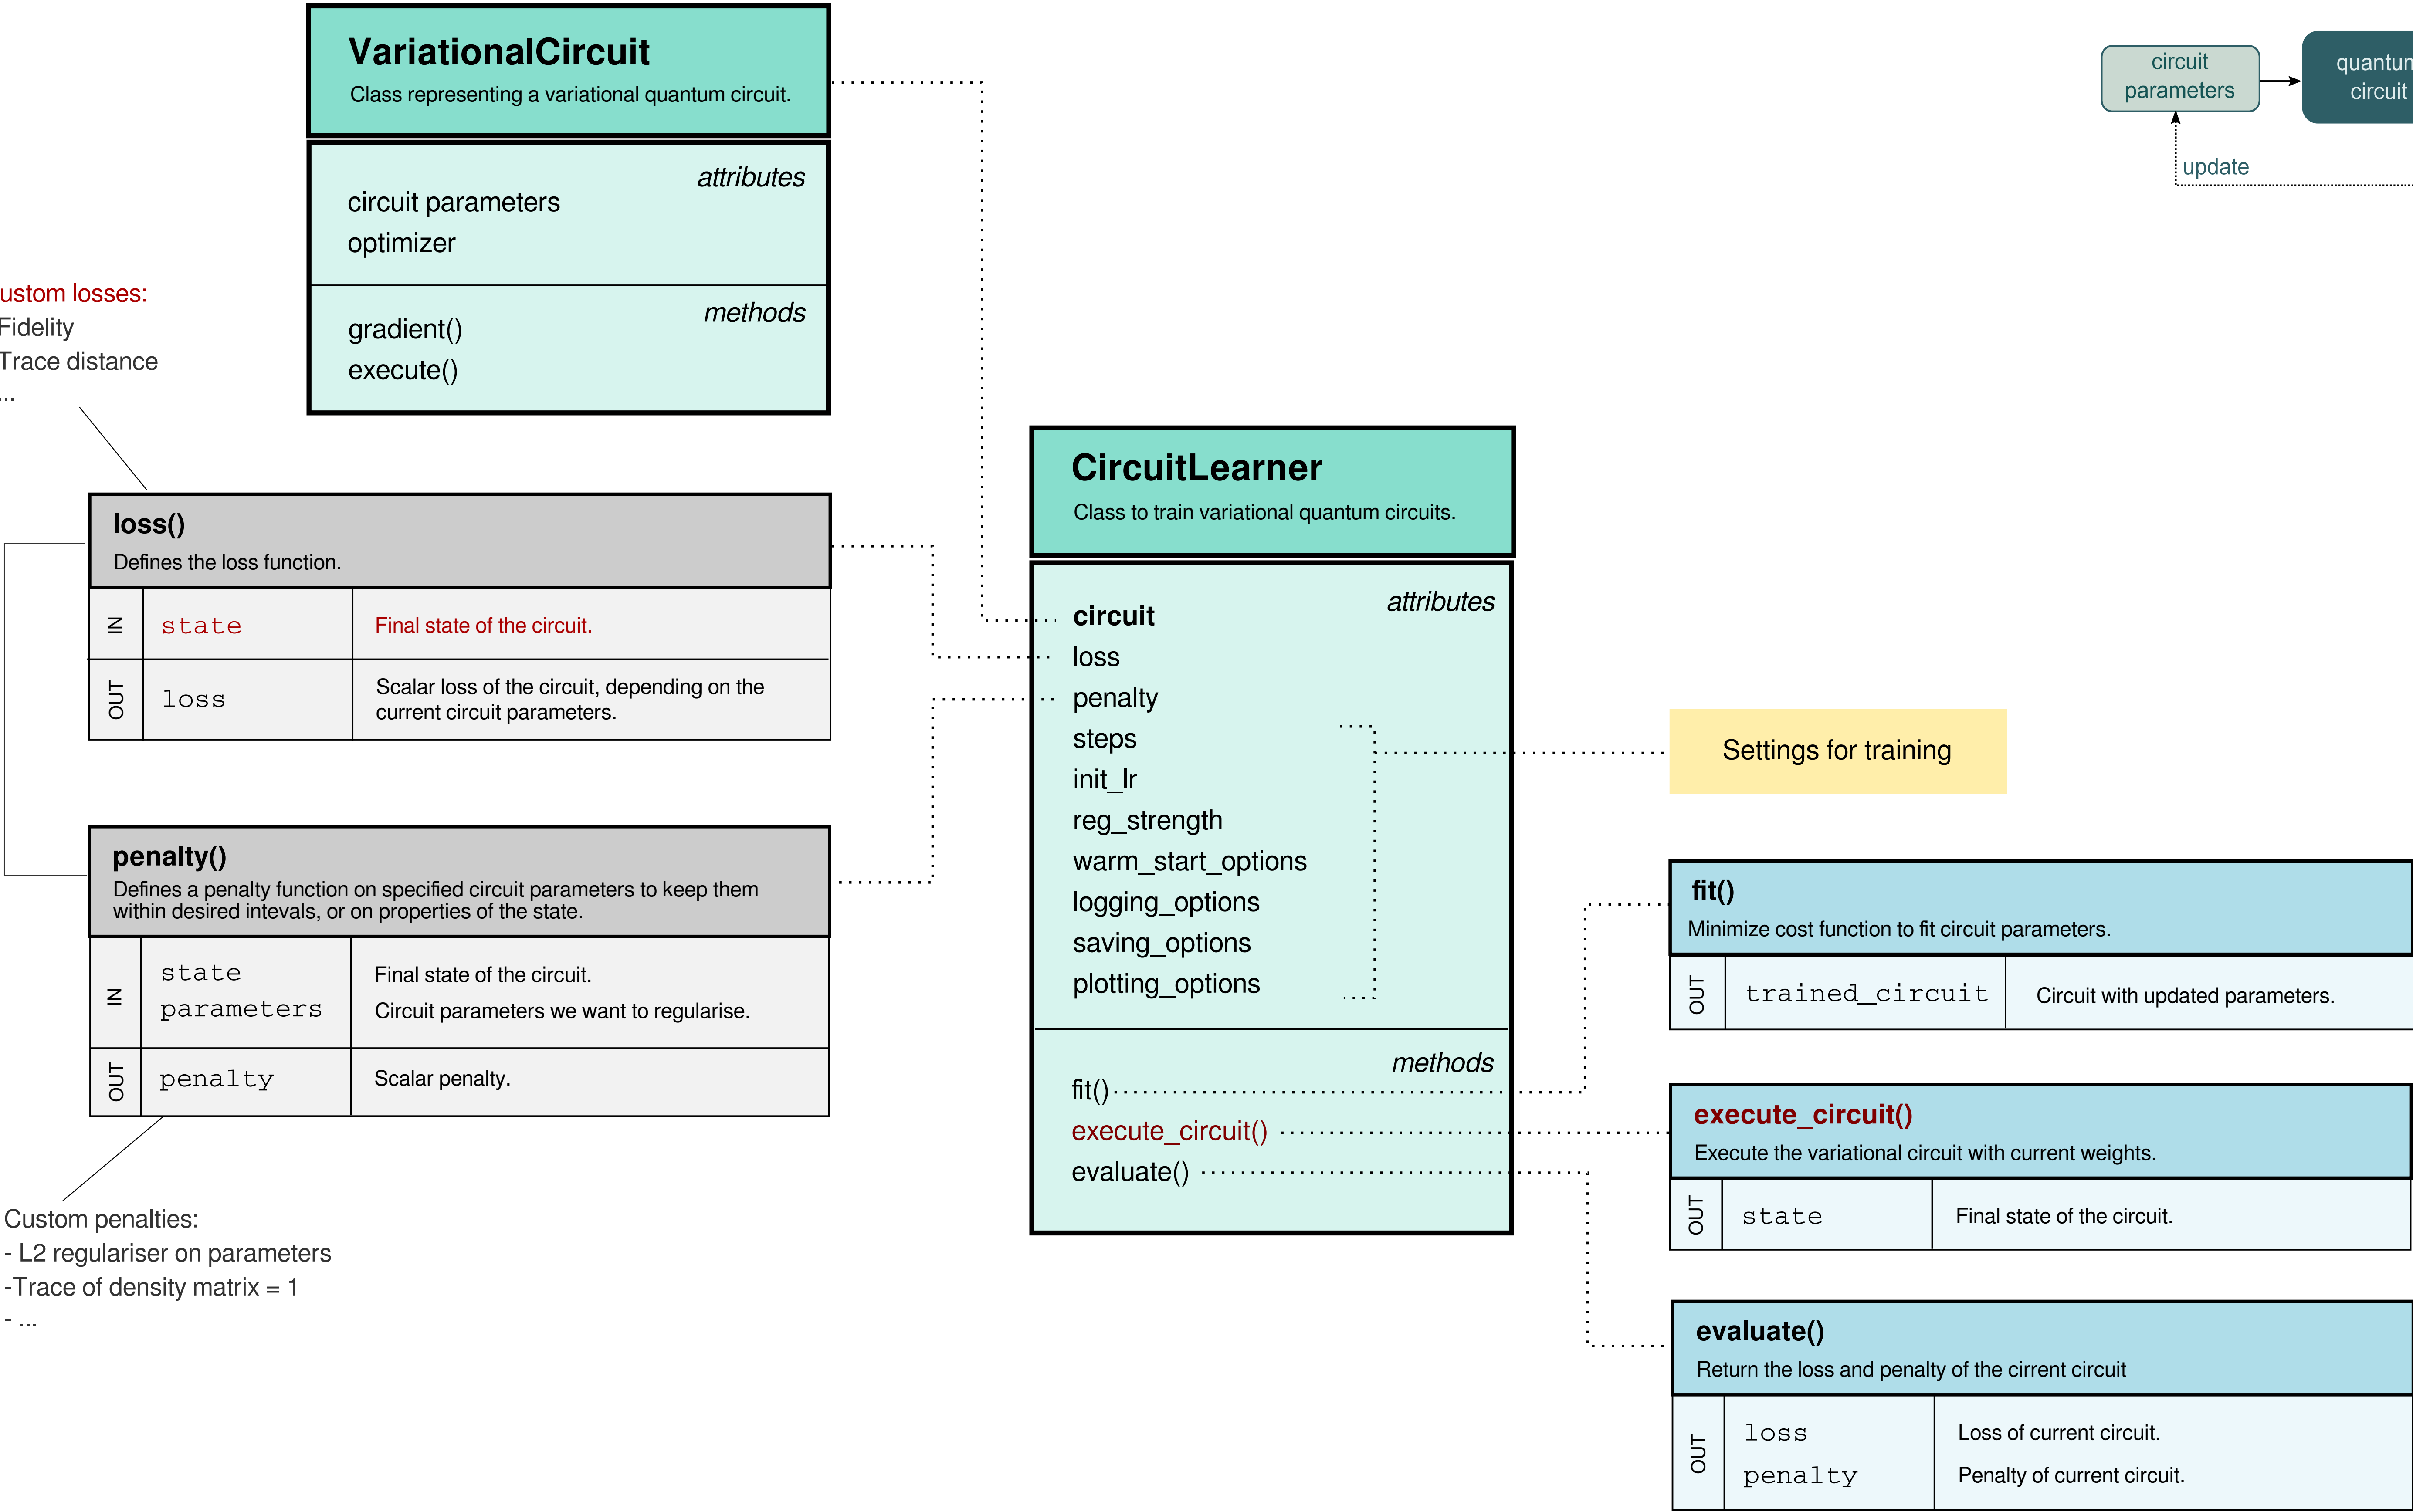 VariationalCircuit
Class representing a variational quantum circuit.
attributes
circuit parameters
optimizer
methods
gradient()
execute()
circuit
parameters
quantum
circuit
update
ustom losses:
Fidelity
Trace distance
...
loss()
Defines the loss function.
IN
state
Final state of the circuit.
OUT
loss
Scalar loss of the circuit, depending on the
current circuit parameters.
penalty()
Defines a penalty function on specified circuit parameters to keep them
within desired intevals, or on properties of the state.
IN
state
Final state of the circuit.
parameters
Circuit parameters we want to regularise.
OUT
penalty
Scalar penalty.
Custom penalties:
- L2 regulariser on parameters
-Trace of density matrix = 1
- ...
CircuitLearner
Class to train variational quantum circuits.
attributes
circuit
loss
penalty
steps
init_lr
reg_strength
warm_start_options
logging_options
saving_options
plotting_options
methods
fit()
execute_circuit()
evaluate()
Settings for training
fit()
Minimize cost function to fit circuit parameters.
OUT
trained_circuit
Circuit with updated parameters.
execute_circuit()
Execute the variational circuit with current weights.
OUT
state
Final state of the circuit.
evaluate()
Return the loss and penalty of the cirrent circuit
OUT
loss
Loss of current circuit.
penalty
Penalty of current circuit.